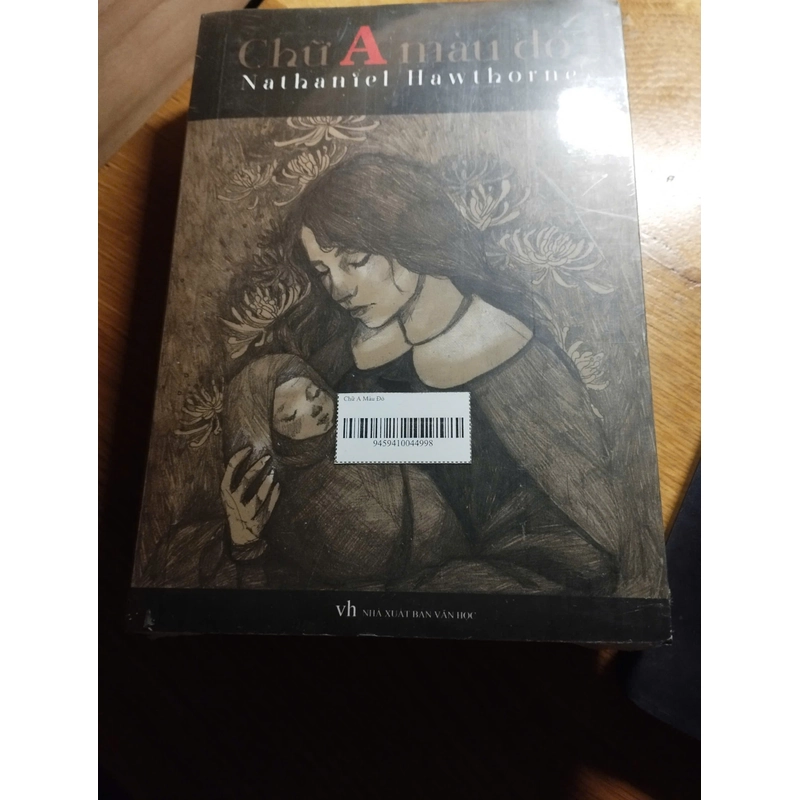 Chữ A màu đỏ
Nathaniel Hawthorne
Chữ A Màu Đỏ
9459410044998
vh NHÀ XUẤT BẢN VĂN HỌC